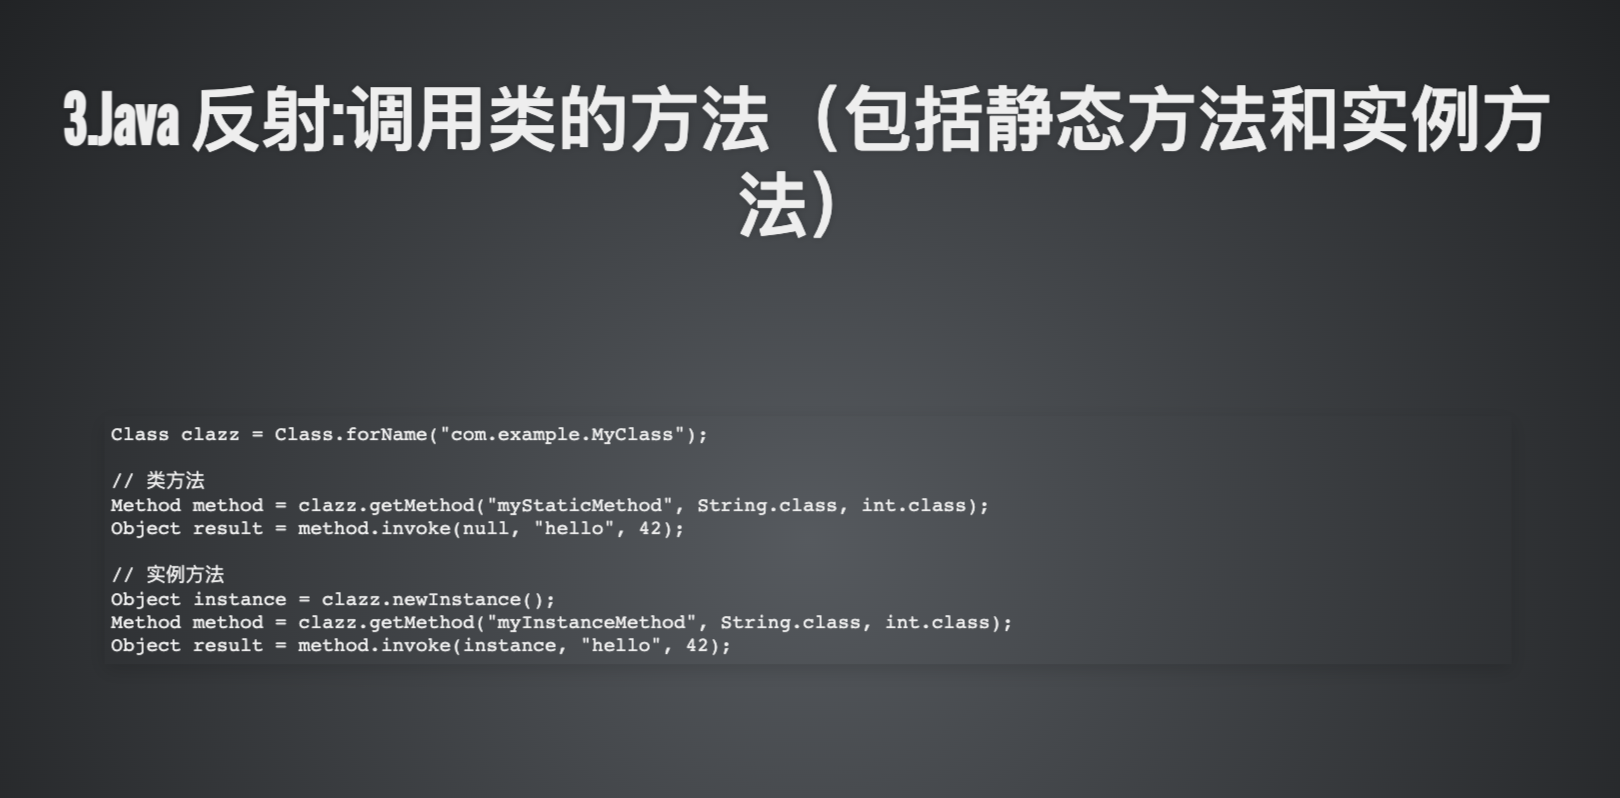 3.Java 反射:调用类的方法（包括静态方法和实例方
法）
Class clazz = Class.forName("com.example.MyClass");
// 类方法
Method method = clazz.getMethod("myStaticMethod", String.class, int.class);
Object result = method.invoke(null, "hello", 42);
// 实例方法
Object instance = clazz.newInstance();
Method method = clazz.getMethod("myInstanceMethod", String.class, int.class);
Object result = method.invoke(instance, "hello", 42);